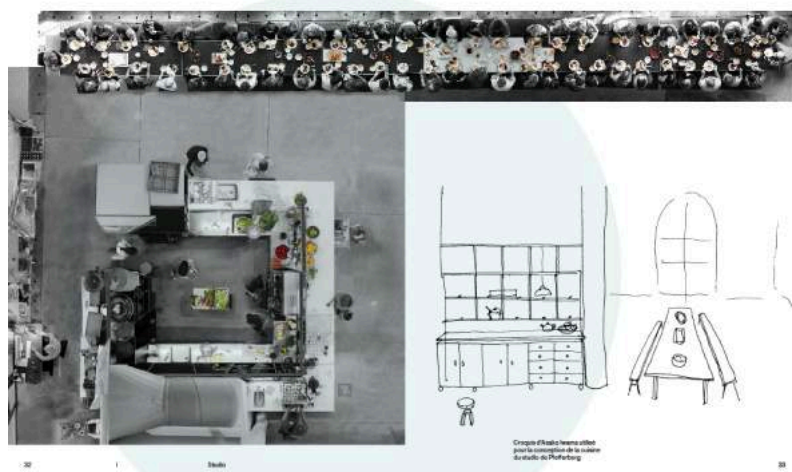 Croquis d'Asako Iwama utilisé
pour la conception de la cuisine
du studio de Pfefferberg
32 I Studio 33